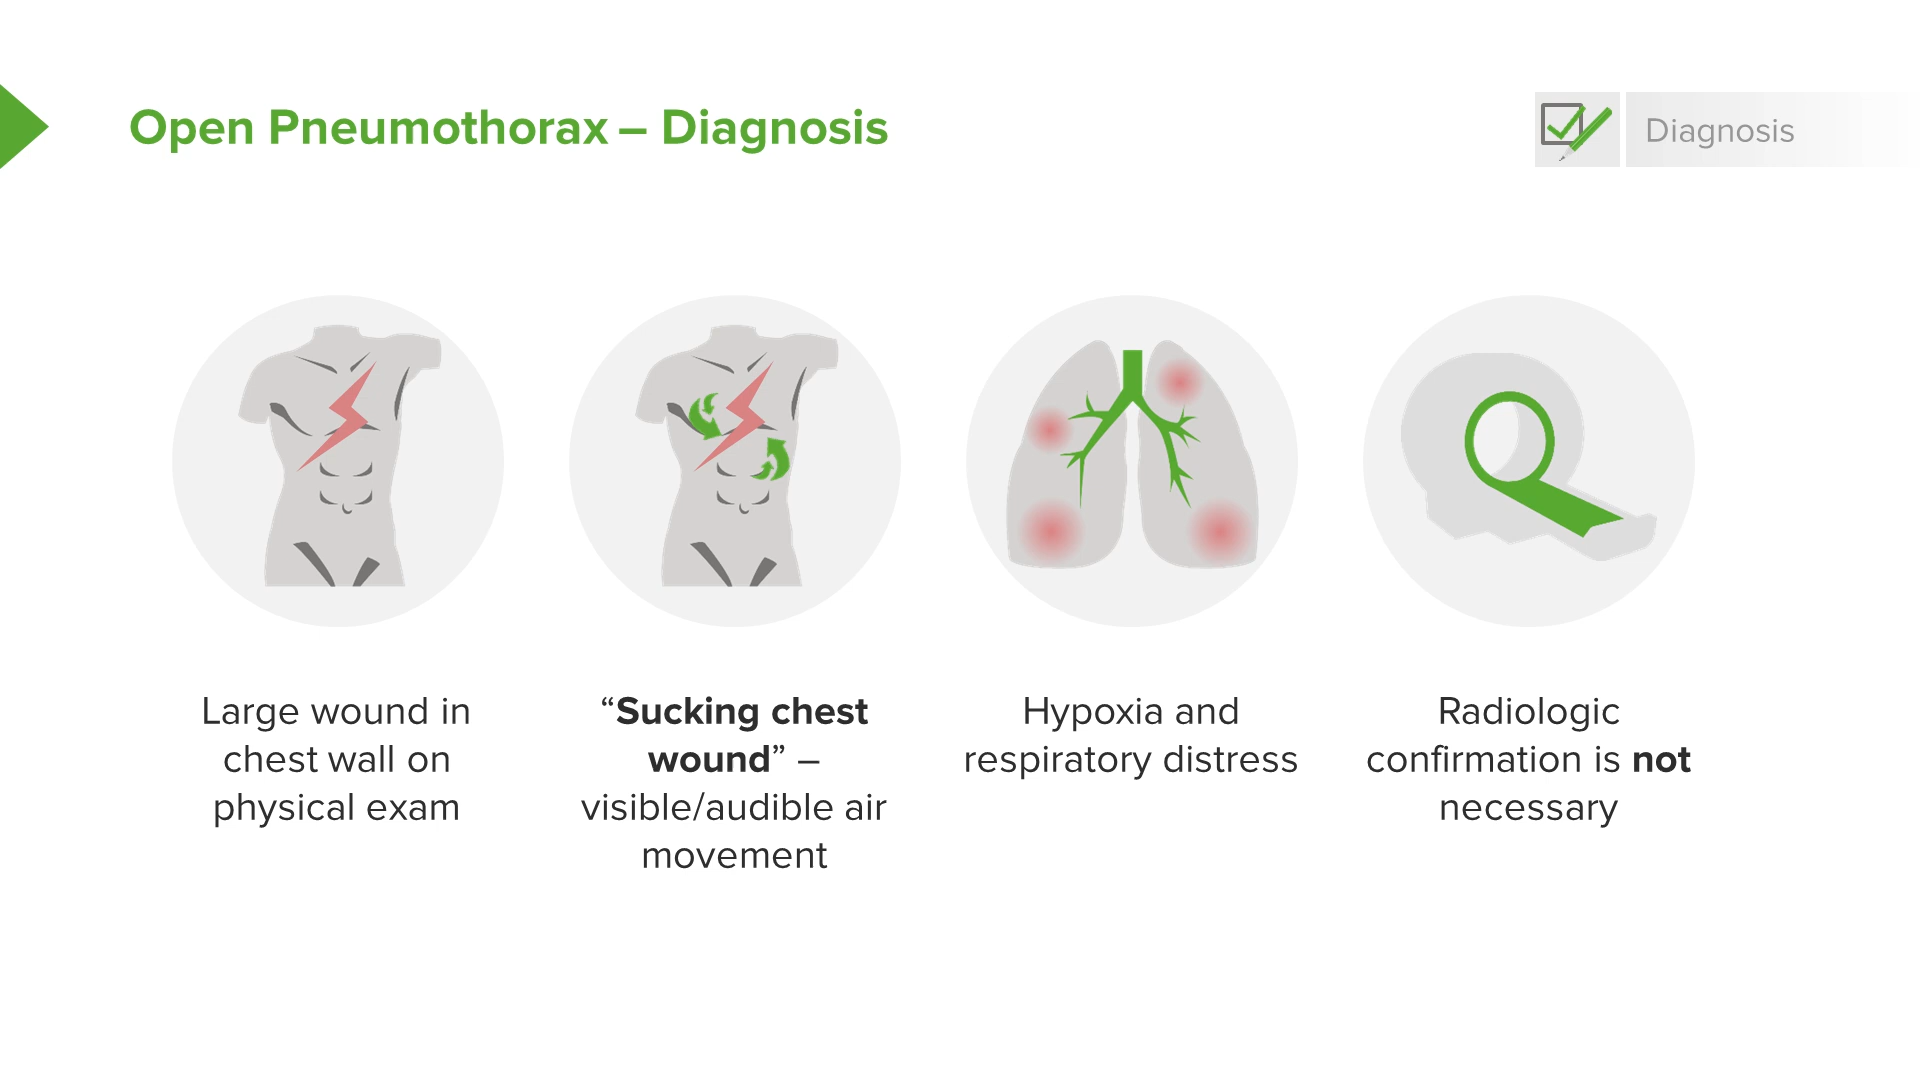 Open Pneumothorax – Diagnosis
Diagnosis
Large wound in
chest wall on
physical exam
“Sucking chest
wound” –
visible/audible air
movement
Hypoxia and
respiratory distress
Radiologic
confirmation is not
necessary